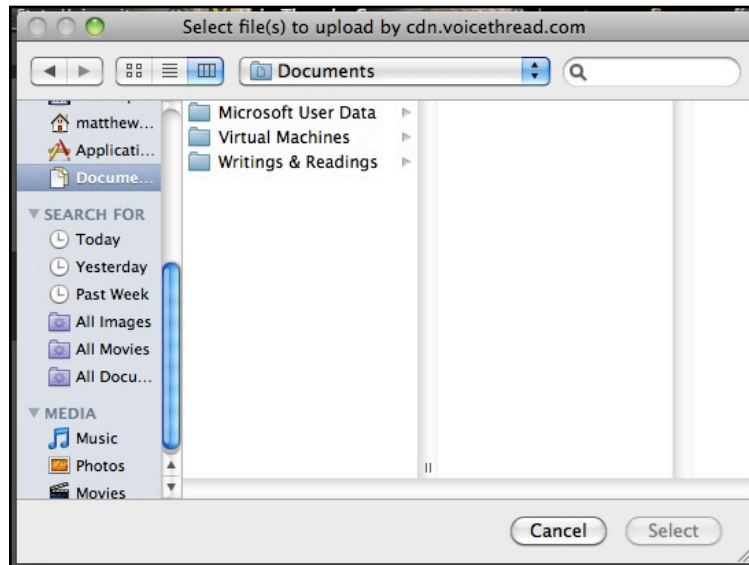 Select file(s) to upload by cdn.voicethread.com
Documents
matthew...
Applicati...
Docume...
SEARCH FOR
Today
Yesterday
Past Week
All Images
All Movies
All Docu...
MEDIA
Music
Photos
Movies
Microsoft User Data
Virtual Machines
Writings & Readings
Cancel
Select